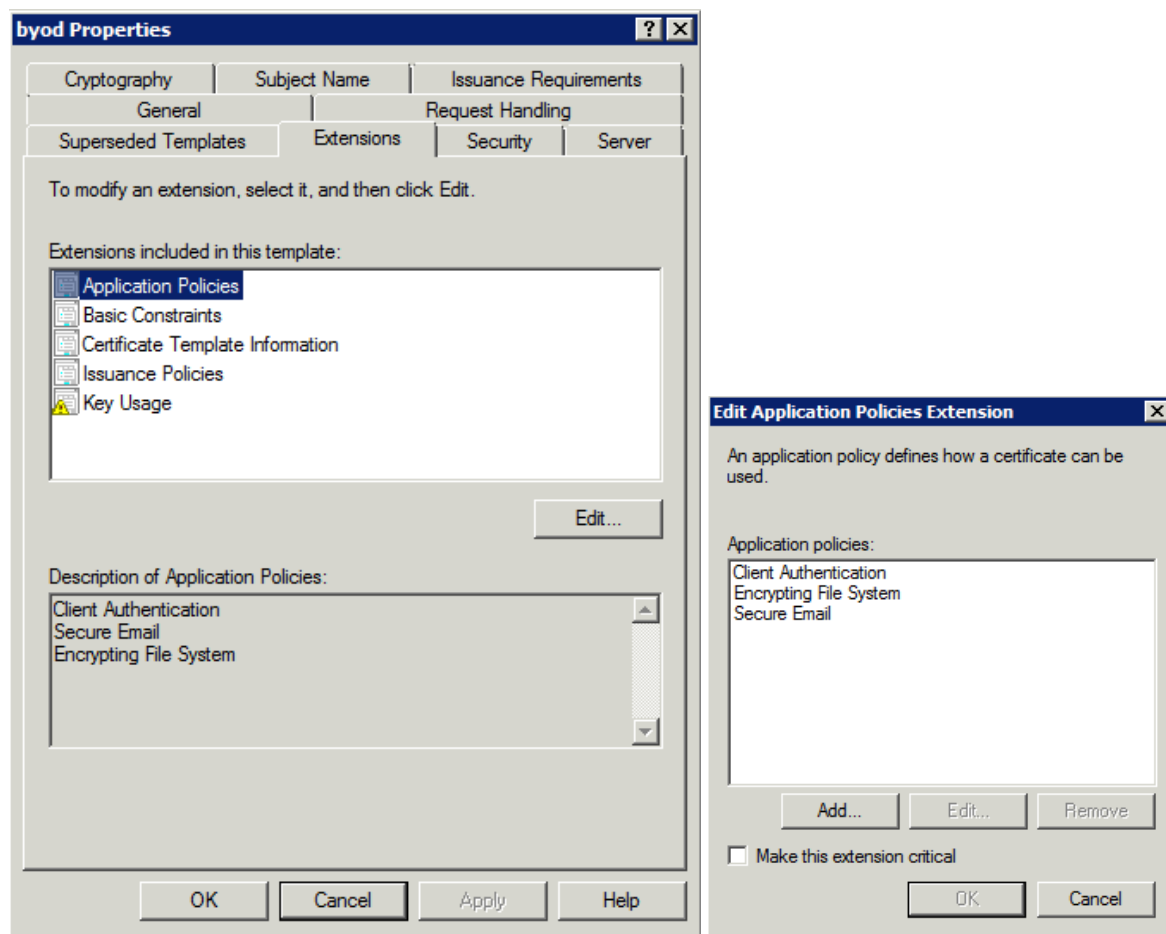 byod Properties
Cryptography
Subject Name
Issuance Requirements
General
Request Handling
Superseded Templates
Extensions
Security
Server
To modify an extension, select it, and then click Edit.
Extensions included in this template:
Application Policies
Basic Constraints
Certificate Template Information
Issuance Policies
Key Usage
Edit...
Description of Application Policies:
Client Authentication
Secure Email
Encrypting File System
OK
Cancel
Apply
Help
Edit Application Policies Extension
An application policy defines how a certificate can be
used.
Application policies:
Client Authentication
Encrypting File System
Secure Email
Add...
Edit...
Remove
Make this extension critical
OK
Cancel